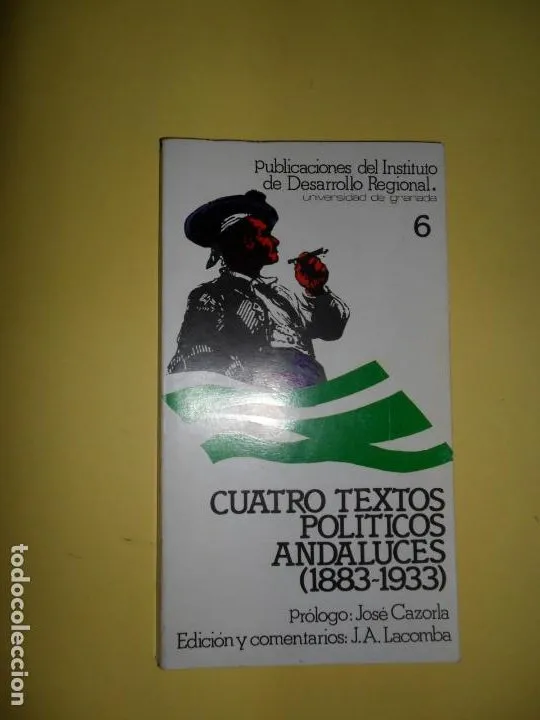 Publicaciones del Instituto
de Desarrollo Regional.
universidad de granada
6
CUATRO TEXTOS
POLITICOS
ANDALUCES
(1883-1933)
Prólogo: José Cazorla
Edición y comentarios: J.A. Lacomba
todocoleccion.net